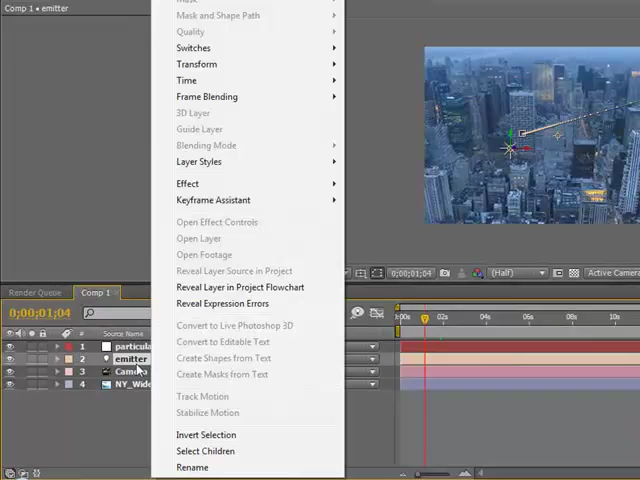 Comp 1 • emitter
Mask
Mask and Shape Path
Quality
Switches
Transform
Time
Frame Blending
3D Layer
Guide Layer
Blending Mode
Layer Styles
Effect
Keyframe Assistant
Open Effect Controls
Open Layer
Open Footage
Reveal Layer Source in Project
Reveal Layer in Project Flowchart
Reveal Expression Errors
Convert to Live Photoshop 3D
Convert to Editable Text
Create Shapes from Text
Create Masks from Text
Track Motion
Stabilize Motion
Invert Selection
Select Children
Rename
0;00;01;04 (Half) Active Camera
Render Queue Comp 1
0;00;01;04
# Source Name
:00s 02s 04s 06s 08s 10s
1 particula
2 emitter
3 Camera
4 NY_Wide